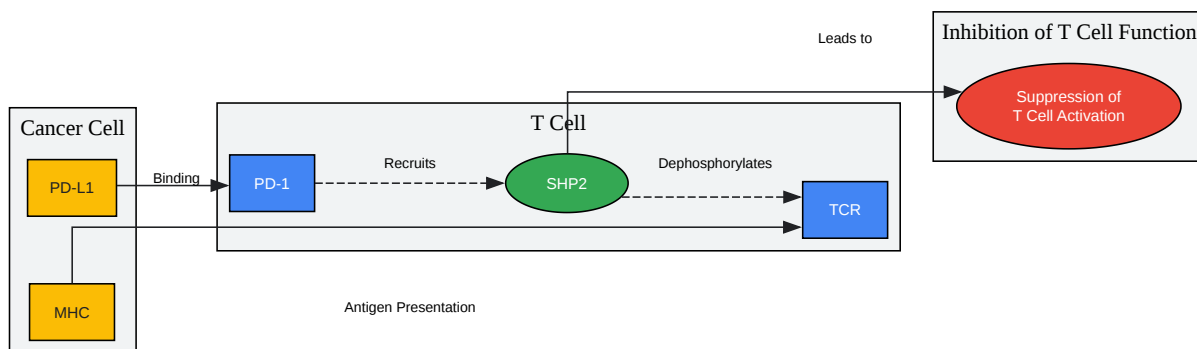 Leads to
Inhibition of T Cell Function
Suppression of
T Cell Activation
Cancer Cell
T Cell
PD-L1
Binding
PD-1
Recruits
SHP2
Dephosphorylates
TCR
MHC
Antigen Presentation